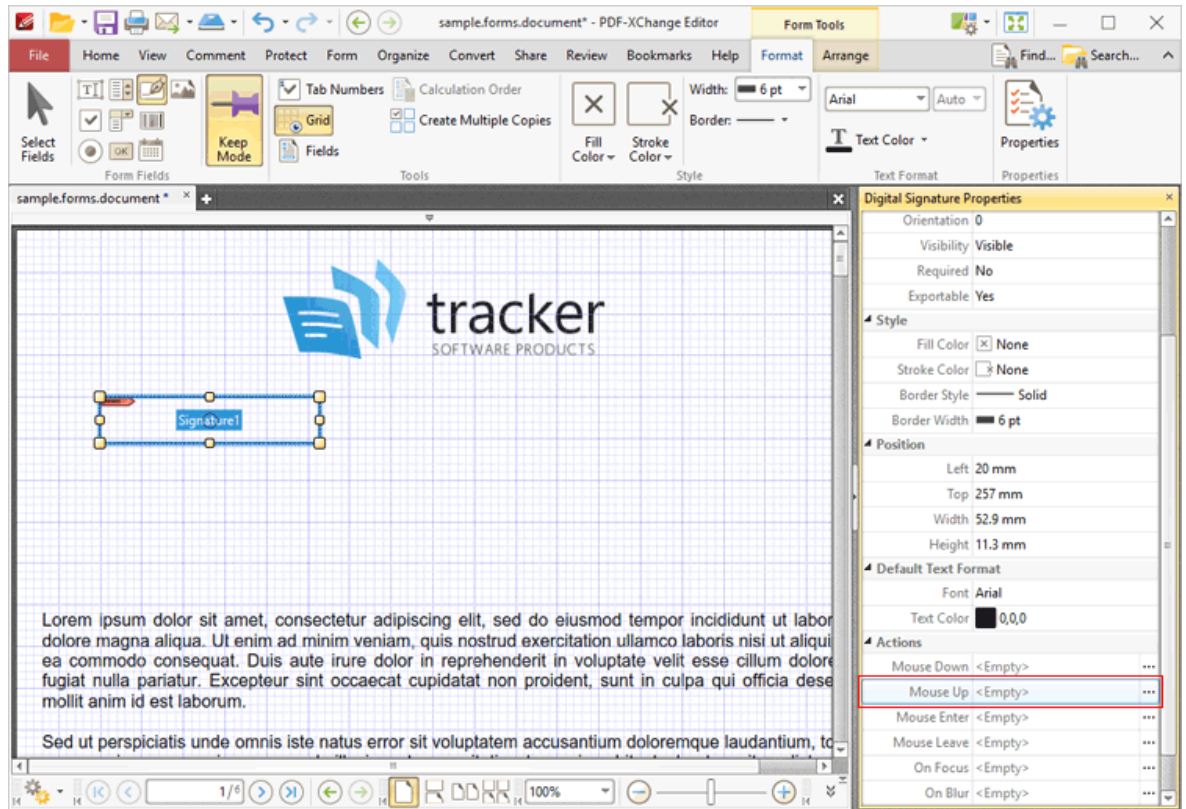 sample.forms.document* - PDF-XChange Editor
Form Tools
File Home View Comment Protect Form Organize Convert Share Review Bookmarks Help Format Arrange Find... Search...
Select Fields
T
OK
Form Fields
Keep Mode
Tab Numbers
Grid
Fields
Calculation Order
Create Multiple Copies
Tools
Fill Color
Stroke Color
Width: 6 pt
Border:
Style
Arial Auto
T Text Color
Text Format
Properties
Properties
sample.forms.document *
tracker
SOFTWARE PRODUCTS
Signature1
Lorem ipsum dolor sit amet, consectetur adipiscing elit, sed do eiusmod tempor incididunt ut labor
dolore magna aliqua. Ut enim ad minim veniam, quis nostrud exercitation ullamco laboris nisi ut aliqui
ea commodo consequat. Duis aute irure dolor in reprehenderit in voluptate velit esse cillum dolore
fugiat nulla pariatur. Excepteur sint occaecat cupidatat non proident, sunt in culpa qui officia dese
mollit anim id est laborum.
Sed ut perspiciatis unde omnis iste natus error sit voluptatem accusantium doloremque laudantium, to
1/6
100%
Digital Signature Properties
Orientation 0
Visibility Visible
Required No
Exportable Yes
Style
Fill Color None
Stroke Color None
Border Style Solid
Border Width 6 pt
Position
Left 20 mm
Top 257 mm
Width 52.9 mm
Height 11.3 mm
Default Text Format
Font Arial
Text Color 0,0,0
Actions
Mouse Down <Empty> ...
Mouse Up <Empty> ...
Mouse Enter <Empty> ...
Mouse Leave <Empty> ...
On Focus <Empty> ...
On Blur <Empty> ...